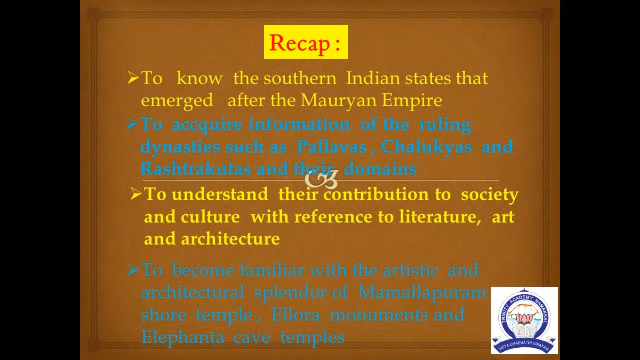 Recap :
➢To know the southern Indian states that
emerged after the Mauryan Empire
➢To accquire information of the ruling
dynasties such as Pallavas , Chalukyas and
Rashtrakutas and their domains
➢To understand their contribution to society
and culture with reference to literature, art
and architecture
➢To become familiar with the artistic and
architectural splendor of Mamallapuram
shore temple , Ellora monuments and
Elephanta cave temples